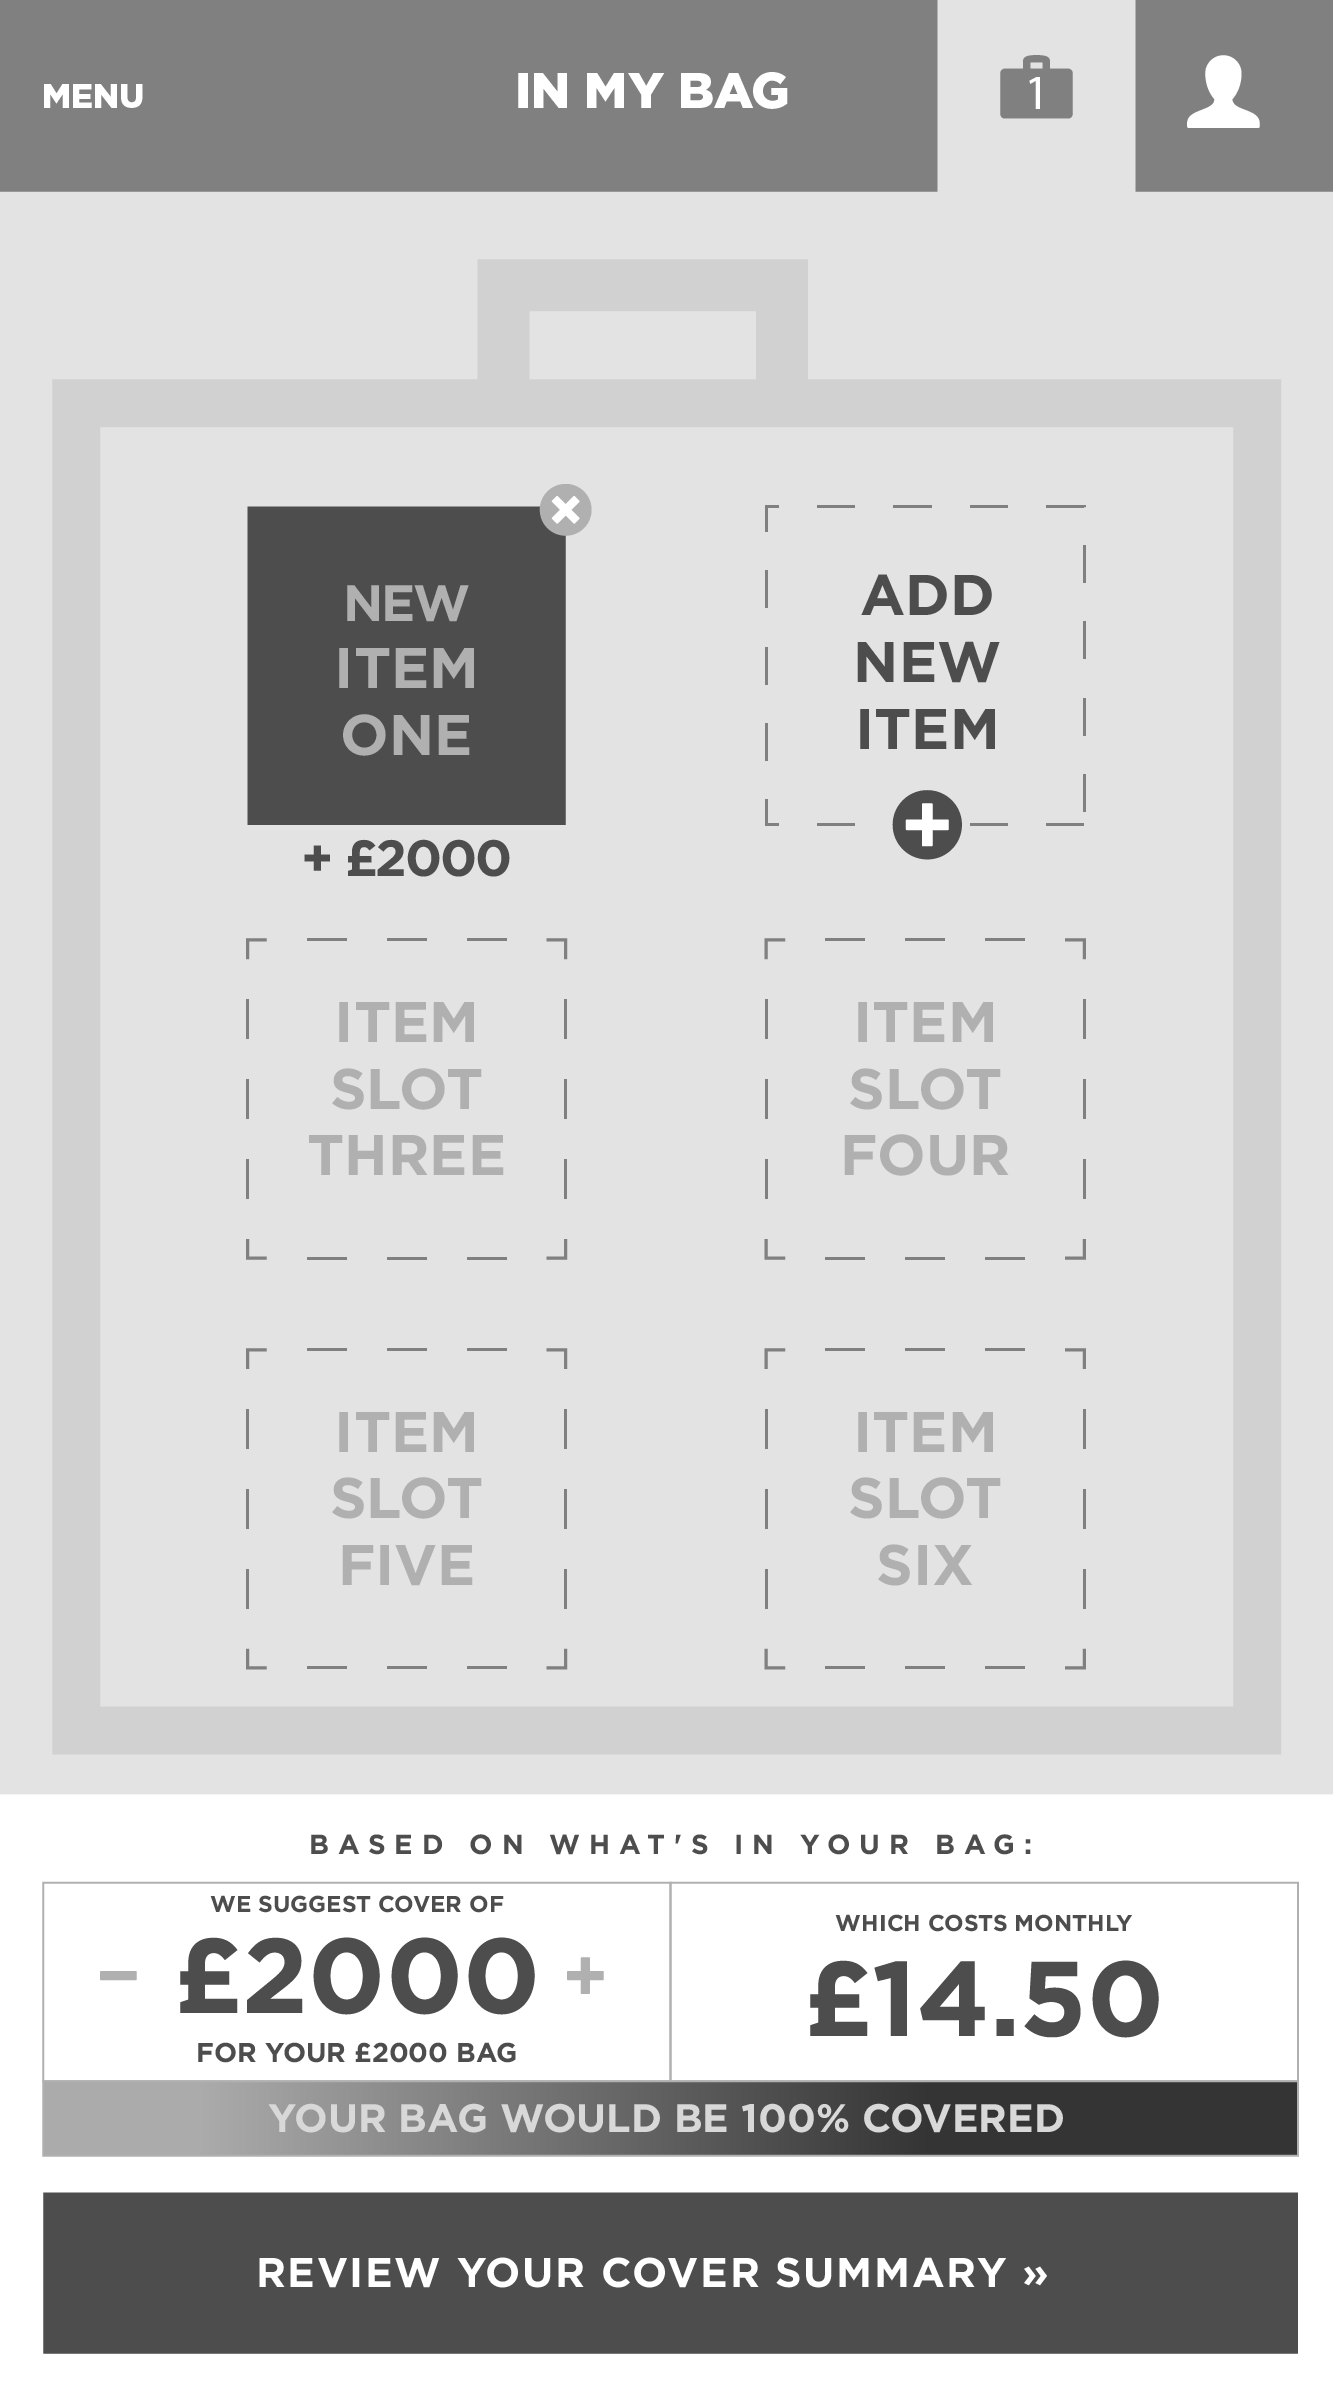 MENU
IN MY BAG
1
NEW
ITEM
ONE
+ £2000
ADD
NEW
ITEM
ITEM
SLOT
THREE
ITEM
SLOT
FOUR
ITEM
SLOT
FIVE
ITEM
SLOT
SIX
BASED ON WHAT'S IN YOUR BAG:
WE SUGGEST COVER OF
− £2000 +
FOR YOUR £2000 BAG
WHICH COSTS MONTHLY
£14.50
YOUR BAG WOULD BE 100% COVERED
REVIEW YOUR COVER SUMMARY »